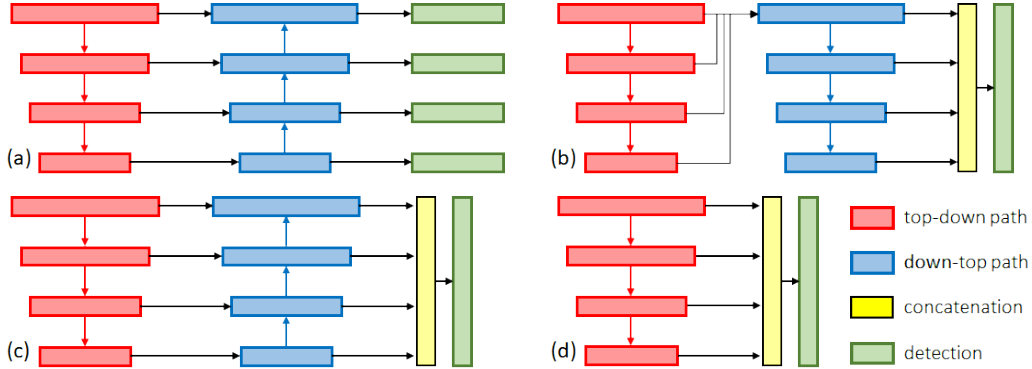 (a)
(b)
(c)
(d)
top-down path
down-top path
concatenation
detection